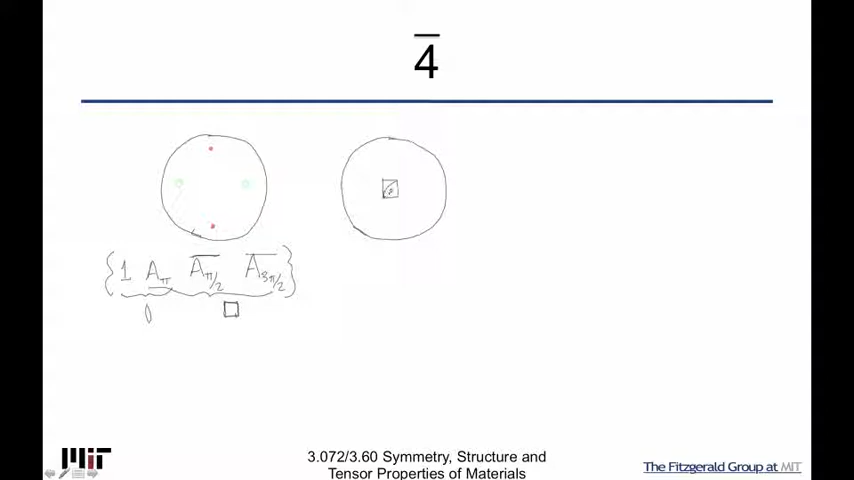 4̅
{1 A_π A̅_π/2 A̅_3π/2}
MIT
3.072/3.60 Symmetry, Structure and
Tensor Properties of Materials
The Fitzgerald Group at MIT